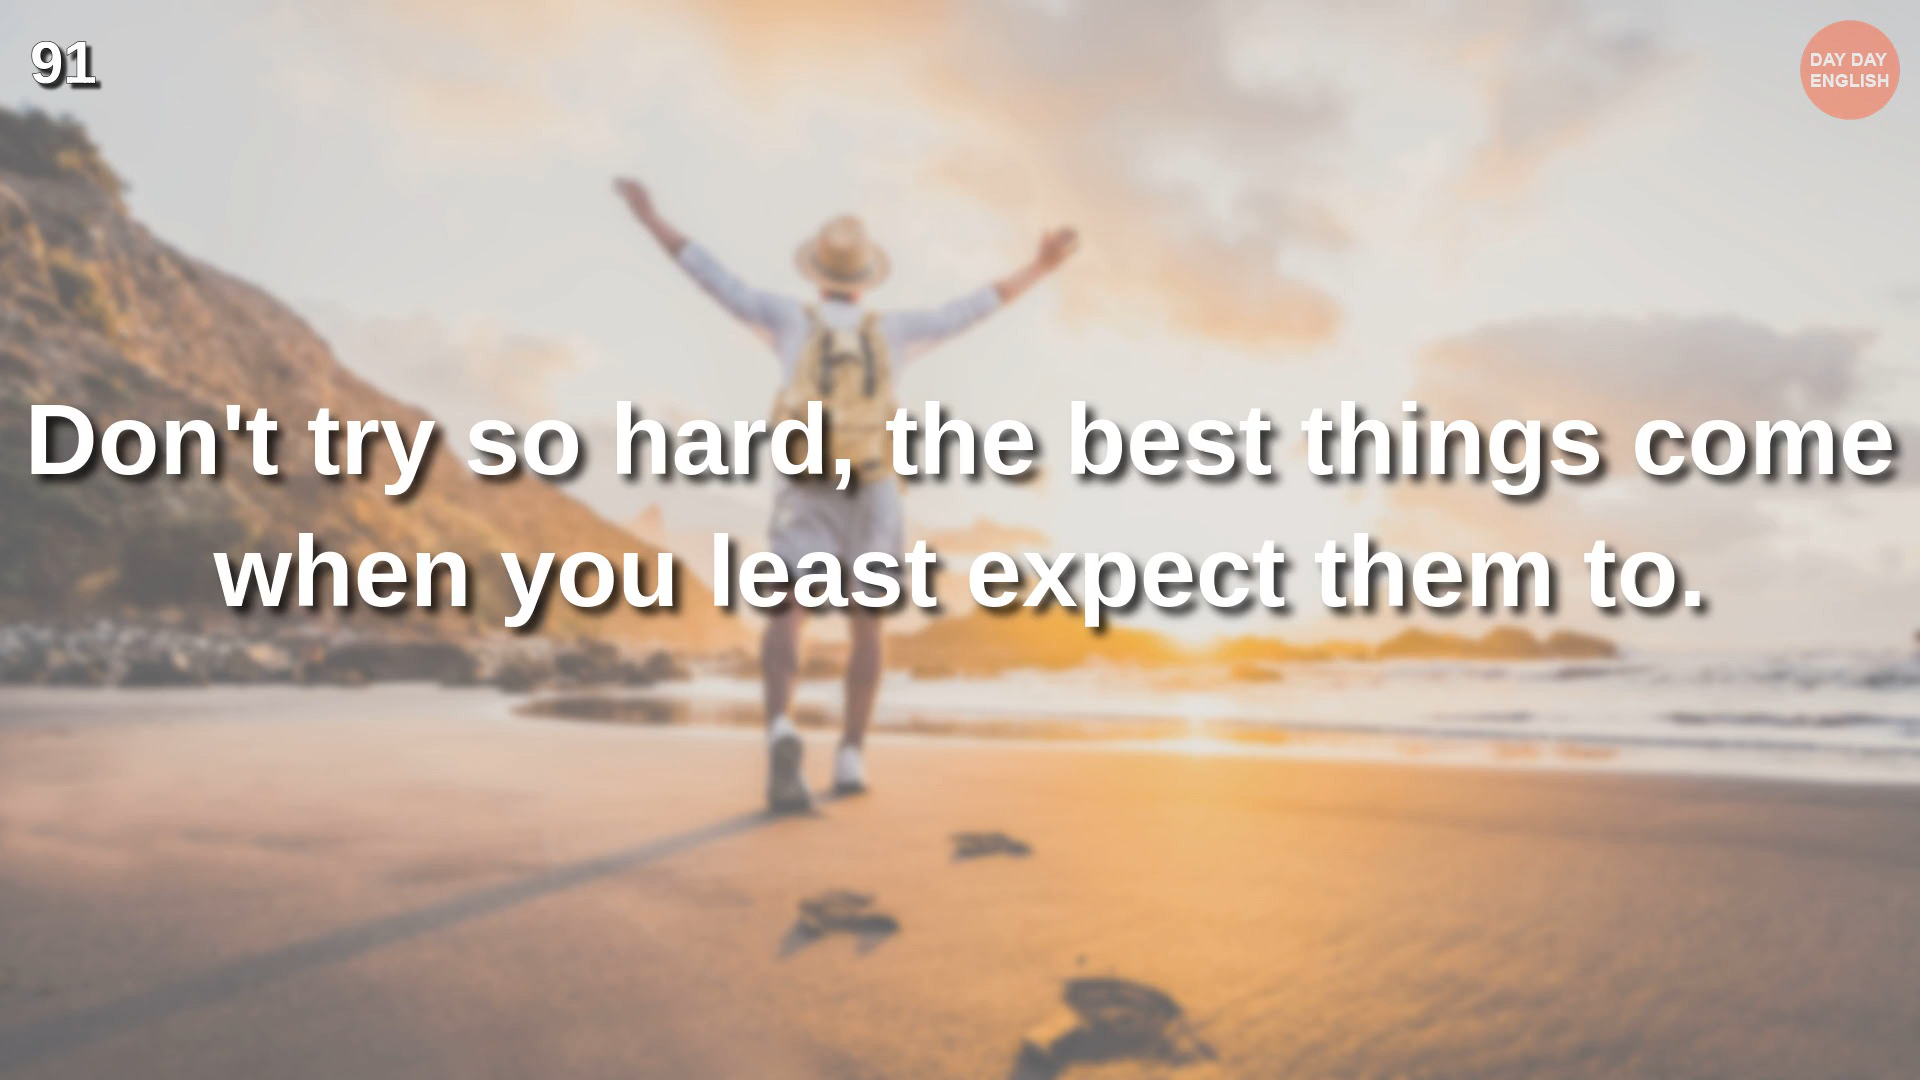 91
DAY DAY
ENGLISH
Don't try so hard, the best things come
when you least expect them to.